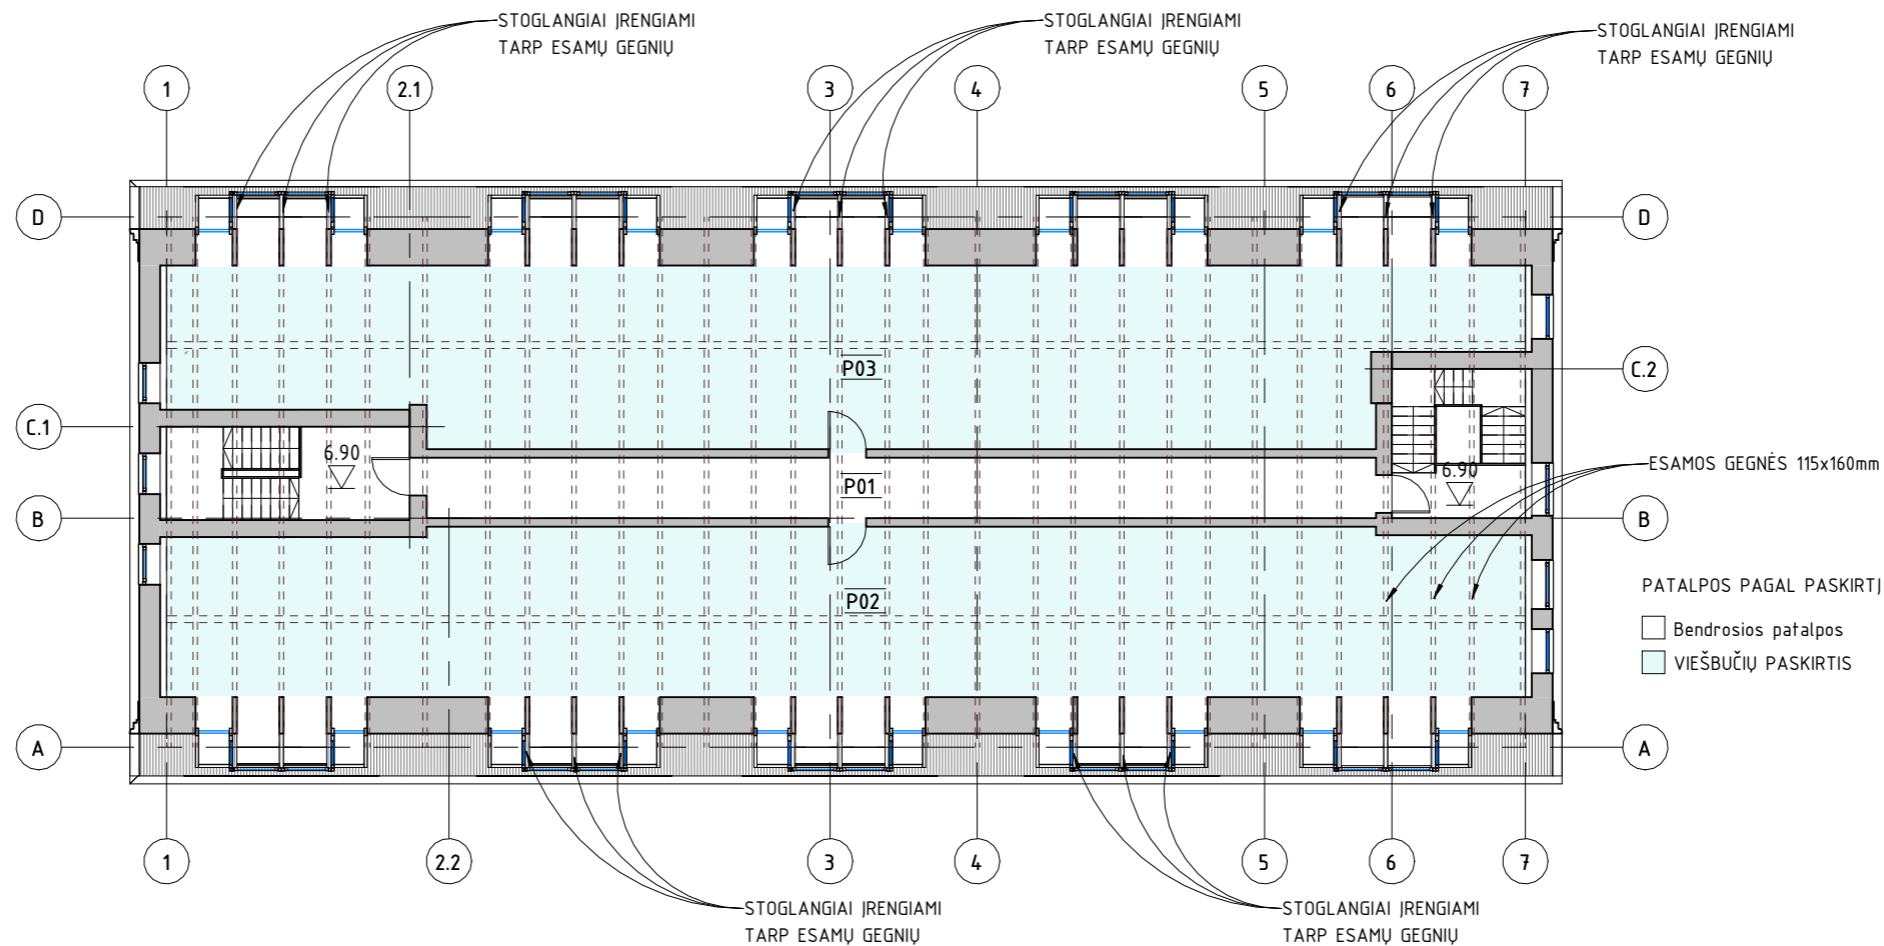 STOGLANGIAI ĮRENGIAMI
TARP ESAMŲ GEGNIŲ
STOGLANGIAI ĮRENGIAMI
TARP ESAMŲ GEGNIŲ
STOGLANGIAI ĮRENGIAMI
TARP ESAMŲ GEGNIŲ
1
2.1
3
4
5
6
7
D
D
P03
C.2
C.1
6.90
6.90
ESAMOS GEGNĖS 115x160mm
P01
B
B
PATALPOS PAGAL PASKIRTĮ
P02
Bendrosios patalpos
VIEŠBUČIŲ PASKIRTIS
A
A
1
2.2
3
4
5
6
7
STOGLANGIAI ĮRENGIAMI
TARP ESAMŲ GEGNIŲ
STOGLANGIAI ĮRENGIAMI
TARP ESAMŲ GEGNIŲ